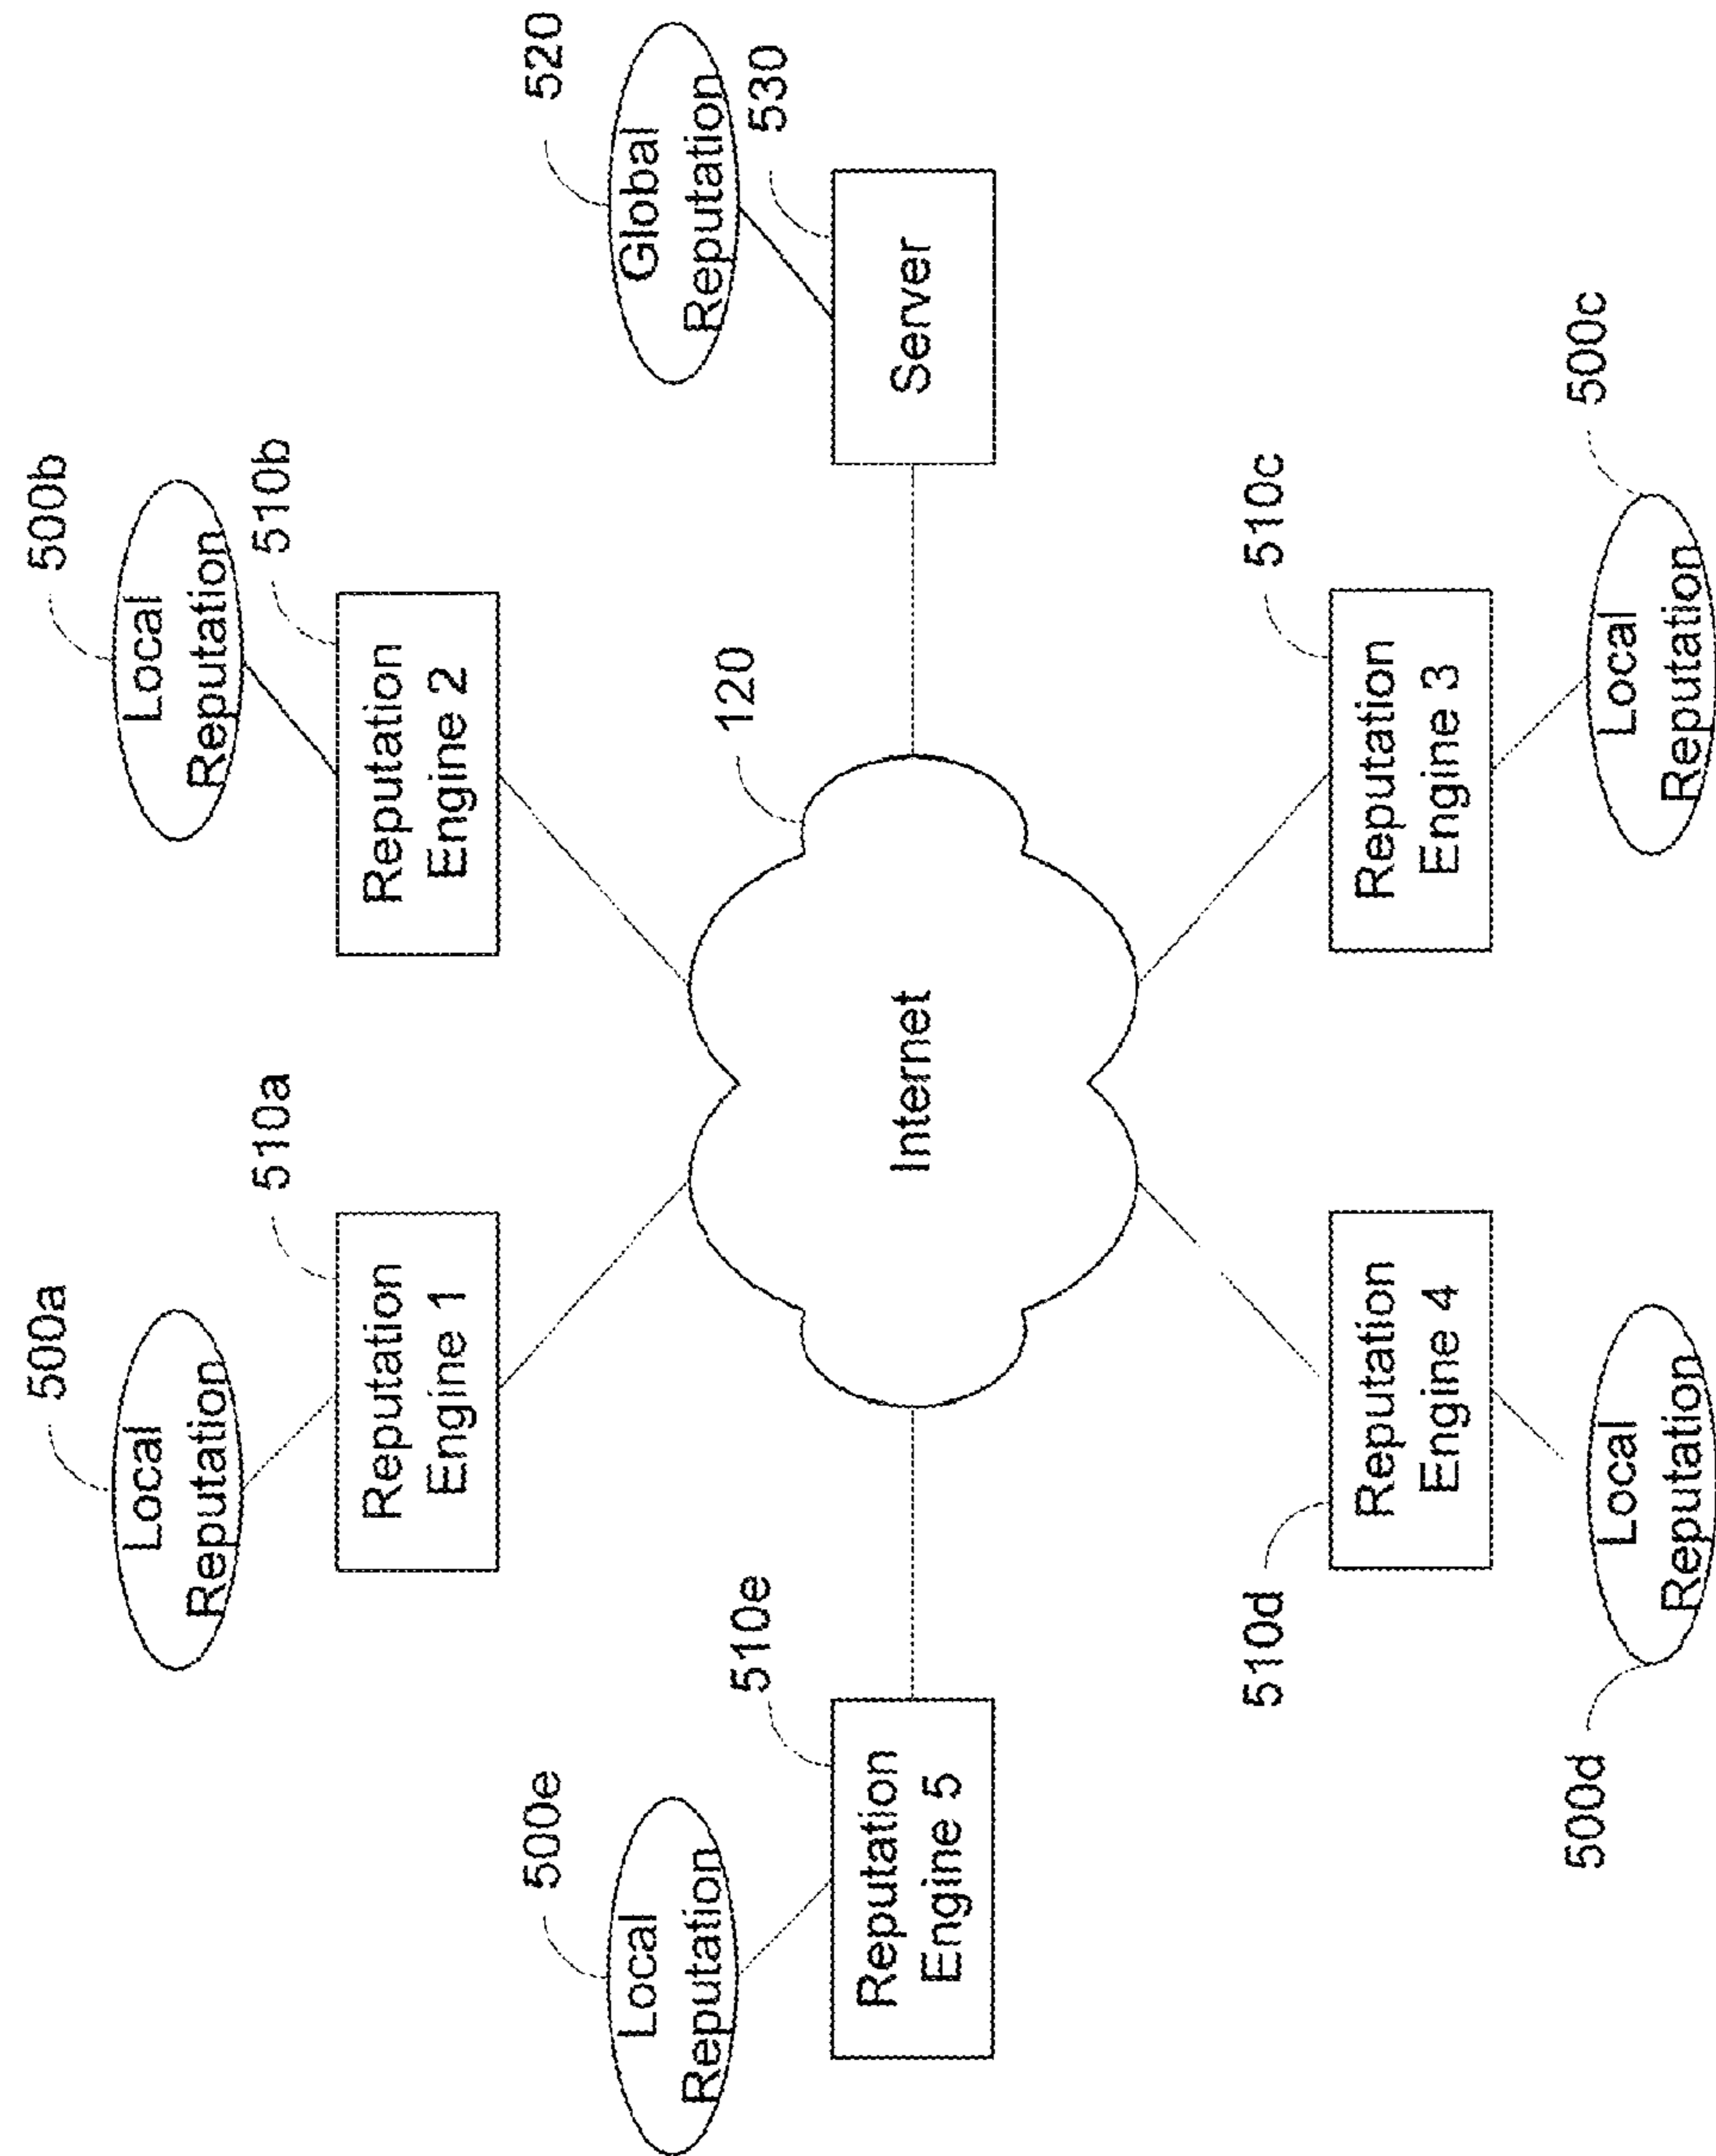 500a
Local
Reputation
510a
Reputation
Engine 1
500b
Local
Reputation
510b
Reputation
Engine 2
500e
Local
Reputation
510e
Reputation
Engine 5
120
Internet
520
Global
Reputation
530
Server
510d
Reputation
Engine 4
500d
Local
Reputation
510c
Reputation
Engine 3
500c
Local
Reputation